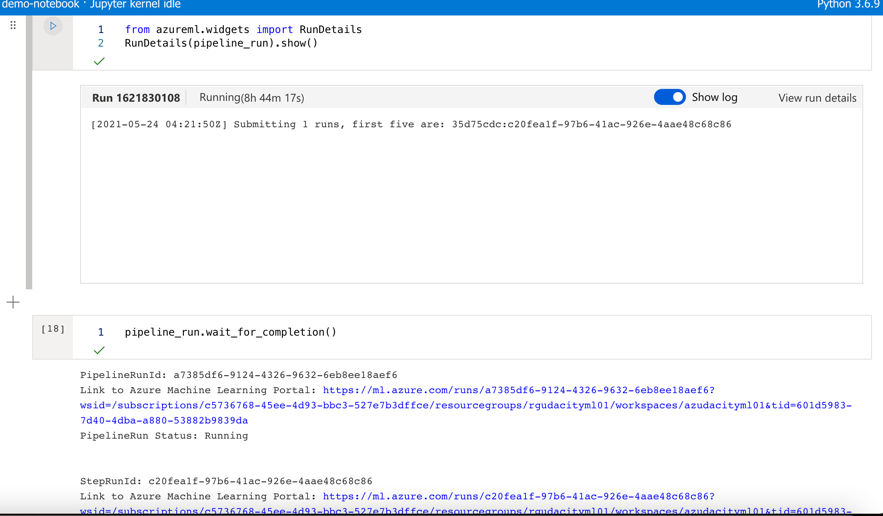 demo-notebook · Jupyter kernel idle
Python 3.6.9
1 from azureml.widgets import RunDetails
2 RunDetails(pipeline_run).show()
Run 1621830108 Running(8h 44m 17s) Show log View run details
[2021-05-24 04:21:50Z] Submitting 1 runs, first five are: 35d75cdc:c20fea1f-97b6-41ac-926e-4aae48c68c86
[18] 1 pipeline_run.wait_for_completion()
PipelineRunId: a7385df6-9124-4326-9632-6eb8ee18aef6
Link to Azure Machine Learning Portal: https://ml.azure.com/runs/a7385df6-9124-4326-9632-6eb8ee18aef6?
wsid=/subscriptions/c5736768-45ee-4d93-bbc3-527e7b3dffce/resourcegroups/rgudacityml01/workspaces/azudacityml01&tid=601d5983-
7d40-4dba-a880-53882b9839da
PipelineRun Status: Running
StepRunId: c20fea1f-97b6-41ac-926e-4aae48c68c86
Link to Azure Machine Learning Portal: https://ml.azure.com/runs/c20fea1f-97b6-41ac-926e-4aae48c68c86?
wsid=/subscriptions/c5736768-45ee-4d93-bbc3-527e7b3dffce/resourcegroups/rgudacityml01/workspaces/azudacityml01&tid=601d5983-